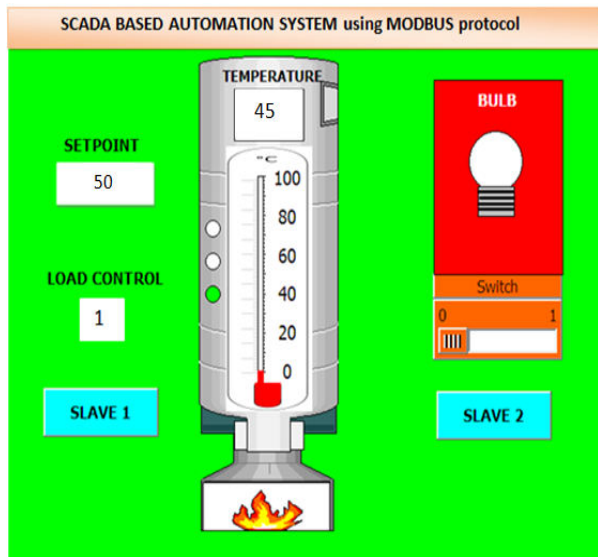 SCADA BASED AUTOMATION SYSTEM using MODBUS protocol
TEMPERATURE
45
SETPOINT
50
LOAD CONTROL
1
SLAVE 1
°C
100
80
60
40
20
0
BULB
Switch
0 1
SLAVE 2